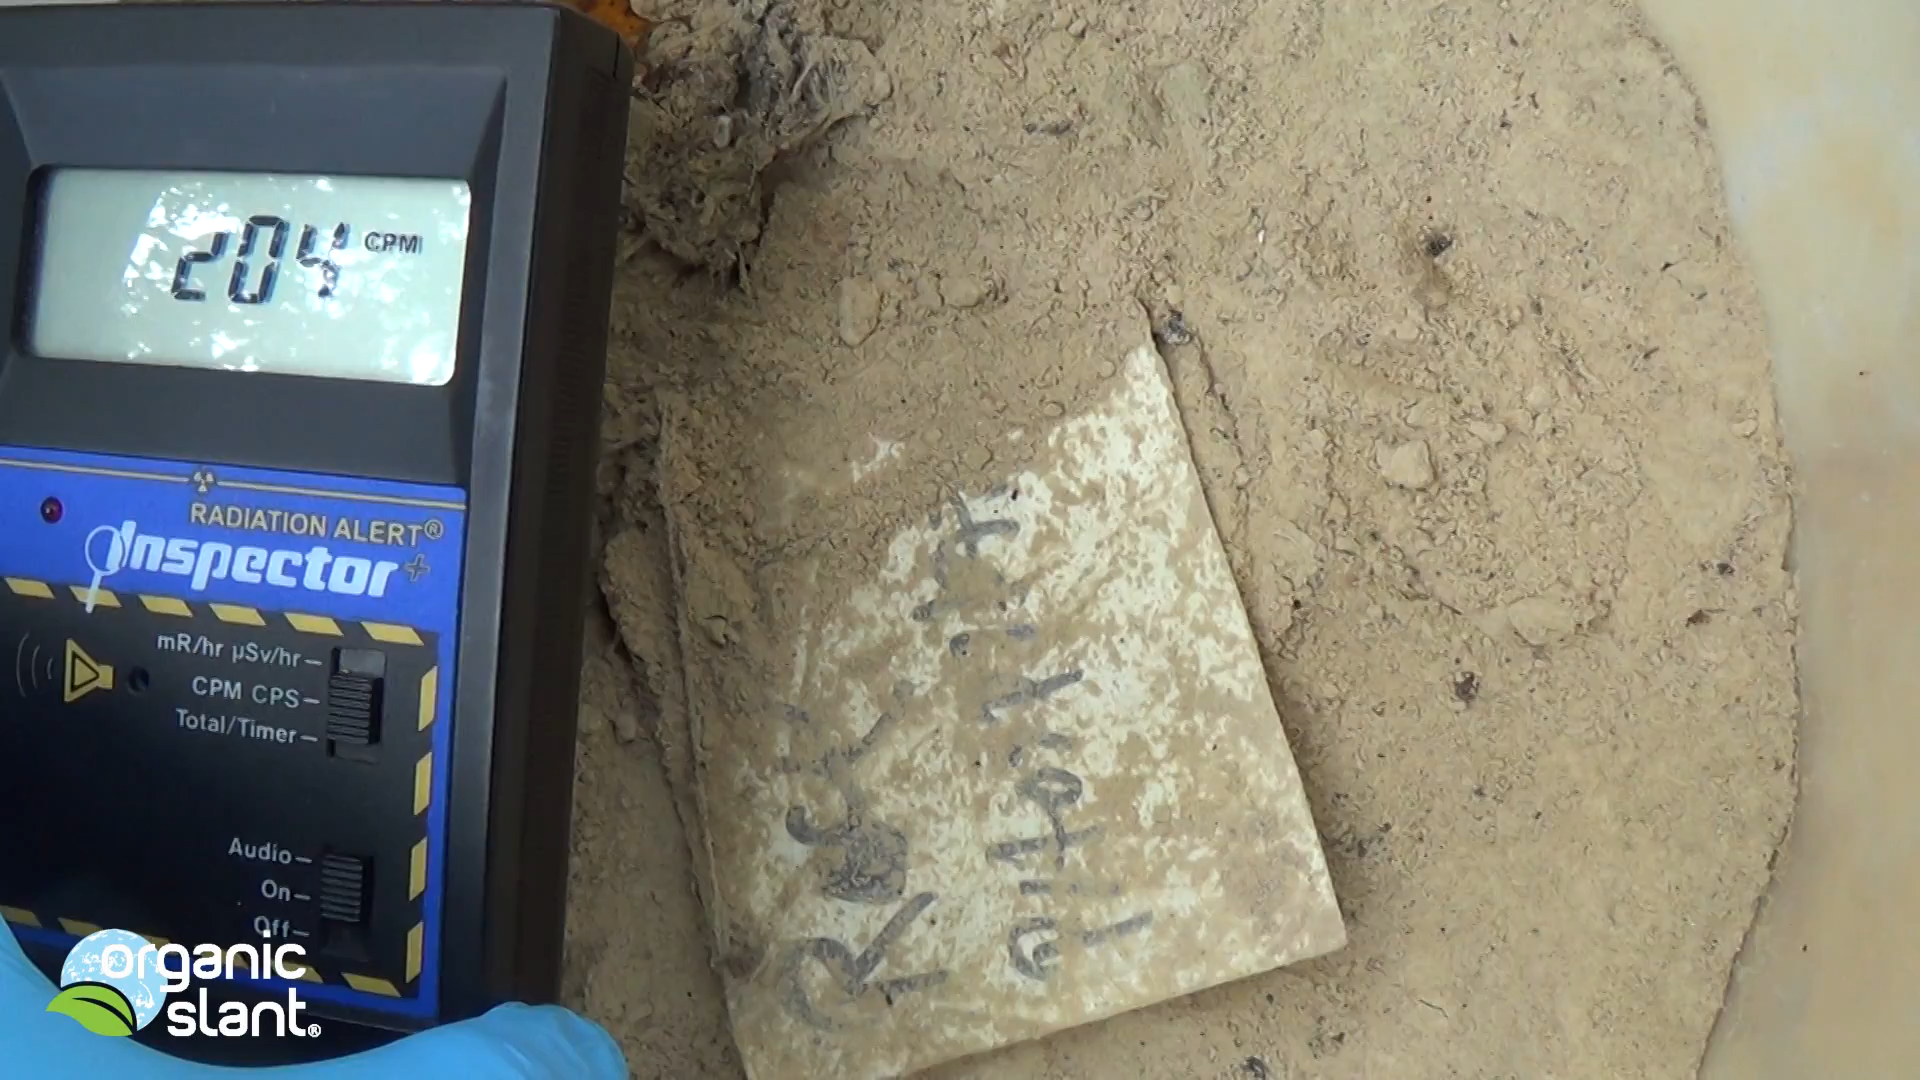 204 CPM
RADIATION ALERT®
Inspector+
mR/hr µSv/hr
CPM CPS
Total/Timer
Audio
On
Off
organic
slant®